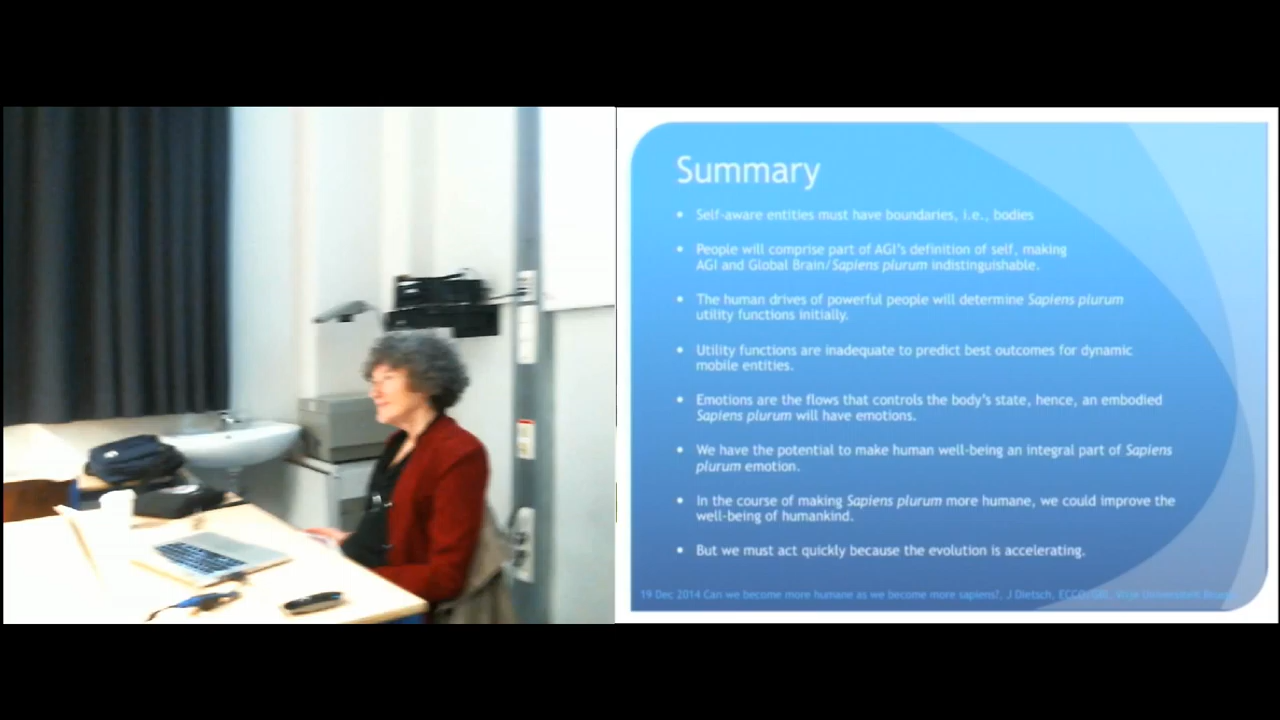 Summary
• Self-aware entities must have boundaries, i.e., bodies
• People will comprise part of AGI's definition of self, making
AGI and Global Brain/Sapiens plurum indistinguishable.
• The human drives of powerful people will determine Sapiens plurum
utility functions initially.
• Utility functions are inadequate to predict best outcomes for dynamic
mobile entities.
• Emotions are the flows that controls the body's state, hence, an embodied
Sapiens plurum will have emotions.
• We have the potential to make human well-being an integral part of Sapiens
plurum emotion.
• In the course of making Sapiens plurum more humane, we could improve the
well-being of humankind.
• But we must act quickly because the evolution is accelerating.
19 Dec 2014 Can we become more humane as we become more sapiens?, J Dietsch, Vrije Universiteit